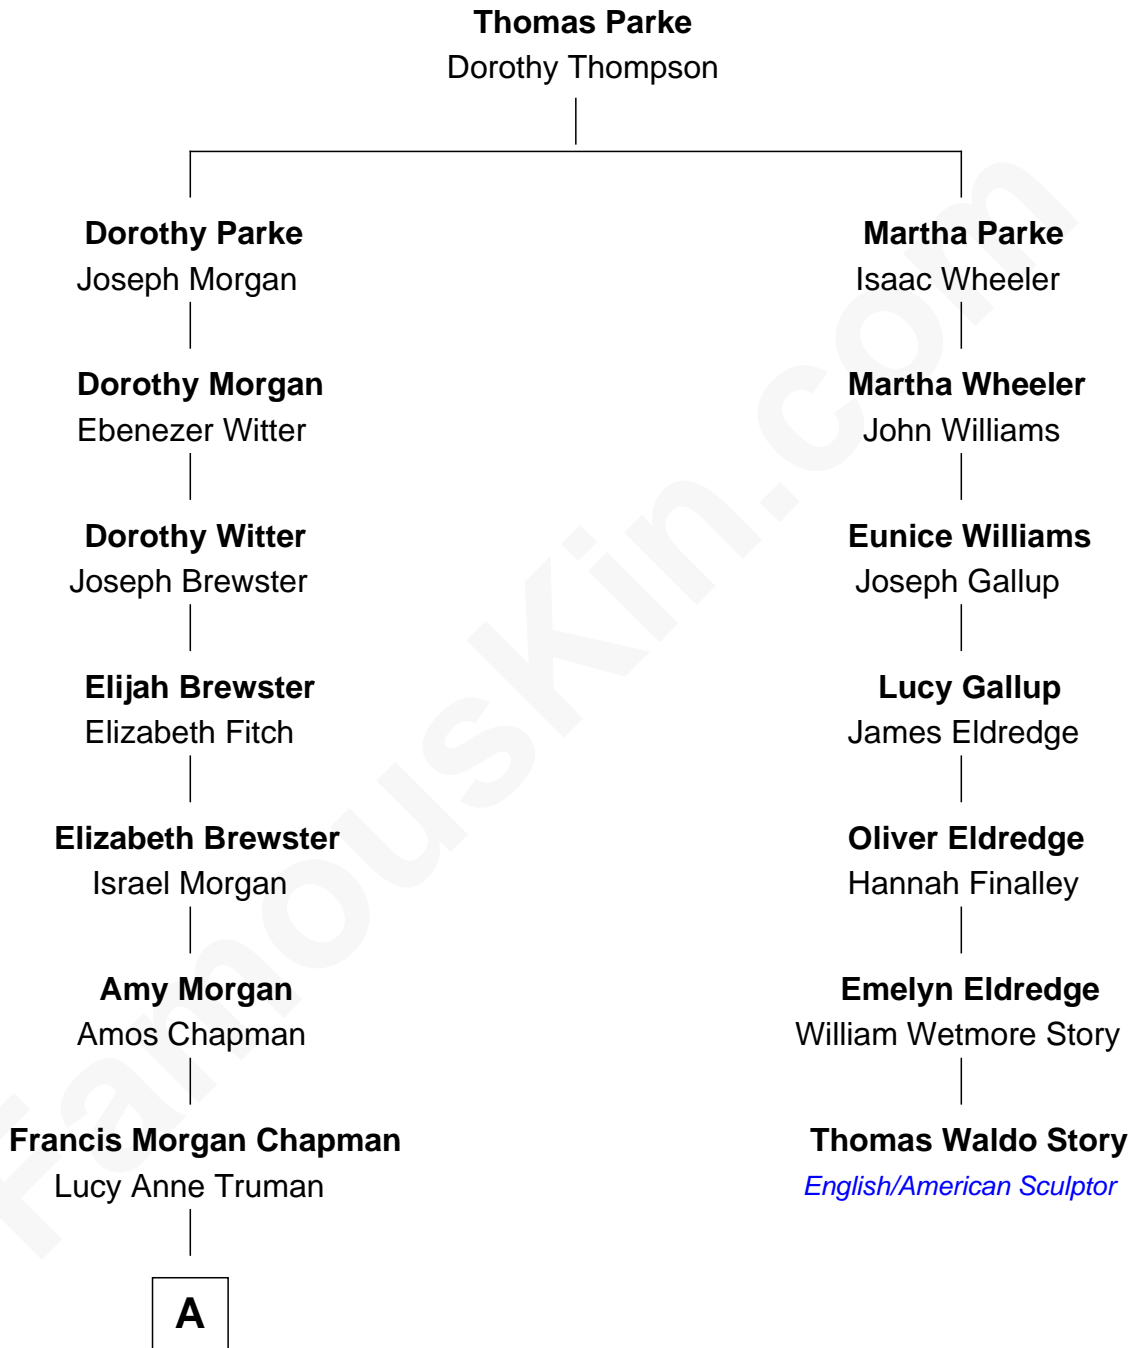 Thomas Parke
Dorothy Thompson
Dorothy Parke
Joseph Morgan
Martha Parke
Isaac Wheeler
Dorothy Morgan
Ebenezer Witter
Martha Wheeler
John Williams
Dorothy Witter
Joseph Brewster
Eunice Williams
Joseph Gallup
Elijah Brewster
Elizabeth Fitch
Lucy Gallup
James Eldredge
Elizabeth Brewster
Israel Morgan
Oliver Eldredge
Hannah Finalley
Amy Morgan
Amos Chapman
Emelyn Eldredge
William Wetmore Story
Francis Morgan Chapman
Lucy Anne Truman
Thomas Waldo Story
English/American Sculptor
A
FamousKin.com